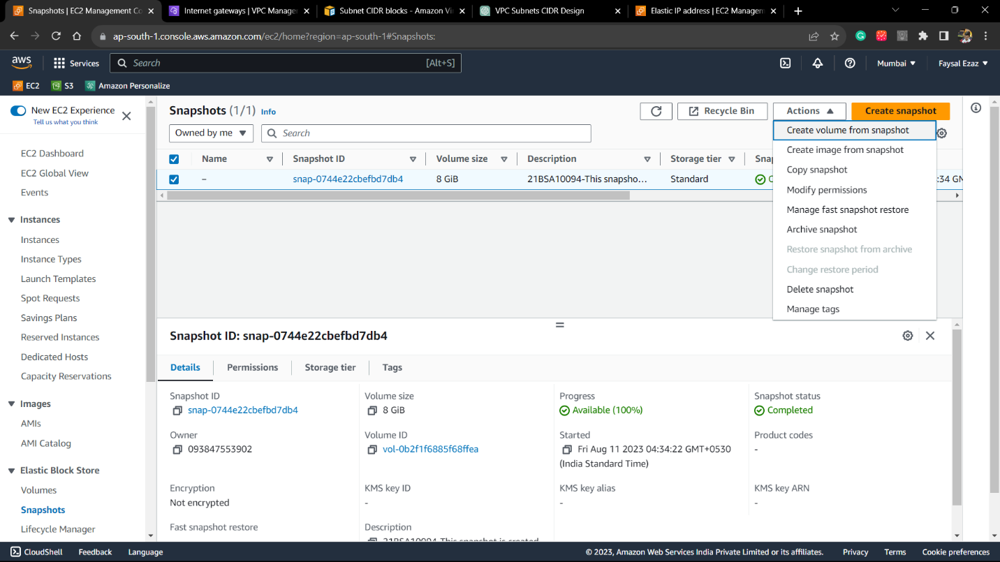 Snapshots | EC2 Management Co
Internet gateways | VPC Manager
Subnet CIDR blocks - Amazon Vi
VPC Subnets CIDR Design
Elastic IP address | EC2 Managem
ap-south-1.console.aws.amazon.com/ec2/home?region=ap-south-1#Snapshots:
aws
Services
Search
[Alt+S]
Mumbai
Faysal Ezaz
EC2
S3
Amazon Personalize
New EC2 Experience
Tell us what you think
EC2 Dashboard
EC2 Global View
Events
Instances
Instances
Instance Types
Launch Templates
Spot Requests
Savings Plans
Reserved Instances
Dedicated Hosts
Capacity Reservations
Images
AMIs
AMI Catalog
Elastic Block Store
Volumes
Snapshots
Lifecycle Manager
Snapshots (1/1) Info
Recycle Bin
Actions
Create snapshot
Owned by me
Search
Create volume from snapshot
Create image from snapshot
Copy snapshot
Modify permissions
Manage fast snapshot restore
Archive snapshot
Restore snapshot from archive
Change restore period
Delete snapshot
Manage tags
Name
Snapshot ID
Volume size
Description
Storage tier
Snap
–
snap-0744e22cbefbd7db4
8 GiB
21BSA10094-This snapsho...
Standard
:34 GM
Snapshot ID: snap-0744e22cbefbd7db4
Details
Permissions
Storage tier
Tags
Snapshot ID
snap-0744e22cbefbd7db4
Volume size
8 GiB
Progress
Available (100%)
Snapshot status
Completed
Owner
093847553902
Volume ID
vol-0b2f1f6885f68ffea
Started
Fri Aug 11 2023 04:34:22 GMT+0530
(India Standard Time)
Product codes
-
Encryption
Not encrypted
KMS key ID
-
KMS key alias
-
KMS key ARN
-
Fast snapshot restore
Description
21BSA10094-This snapshot is created
CloudShell
Feedback
Language
© 2023, Amazon Web Services India Private Limited or its affiliates.
Privacy
Terms
Cookie preferences